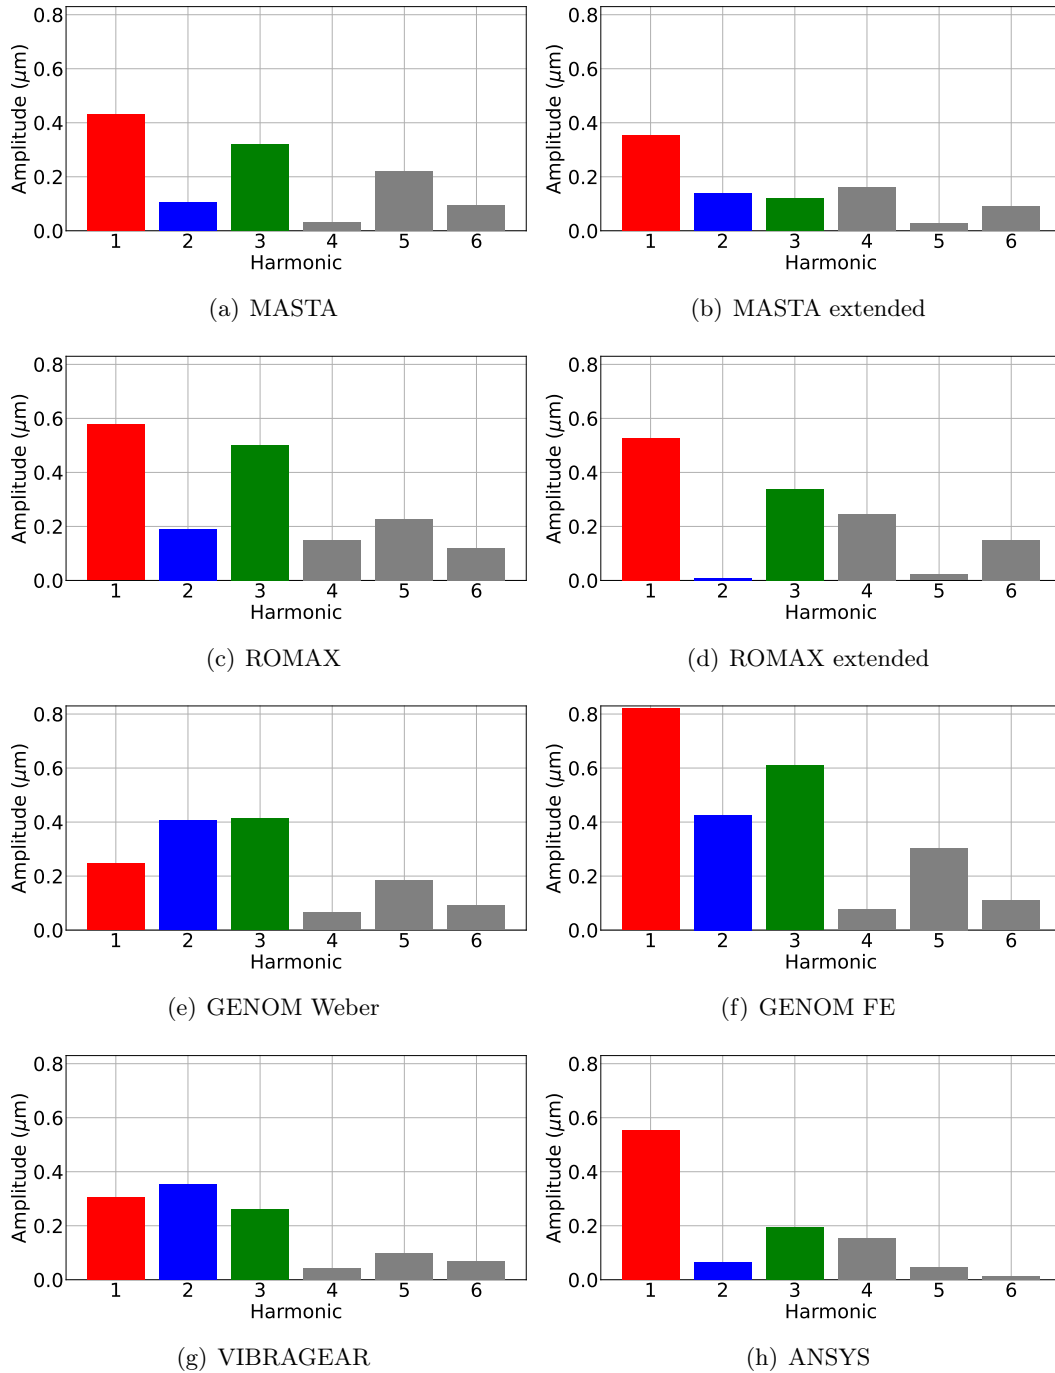 0.8
0.6
0.4
0.2
0.0
Amplitude (μm)
1 2 3 4 5 6
Harmonic
(a) MASTA
0.8
0.6
0.4
0.2
0.0
Amplitude (μm)
1 2 3 4 5 6
Harmonic
(b) MASTA extended
0.8
0.6
0.4
0.2
0.0
Amplitude (μm)
1 2 3 4 5 6
Harmonic
(c) ROMAX
0.8
0.6
0.4
0.2
0.0
Amplitude (μm)
1 2 3 4 5 6
Harmonic
(d) ROMAX extended
0.8
0.6
0.4
0.2
0.0
Amplitude (μm)
1 2 3 4 5 6
Harmonic
(e) GENOM Weber
0.8
0.6
0.4
0.2
0.0
Amplitude (μm)
1 2 3 4 5 6
Harmonic
(f) GENOM FE
0.8
0.6
0.4
0.2
0.0
Amplitude (μm)
1 2 3 4 5 6
Harmonic
(g) VIBRAGEAR
0.8
0.6
0.4
0.2
0.0
Amplitude (μm)
1 2 3 4 5 6
Harmonic
(h) ANSYS